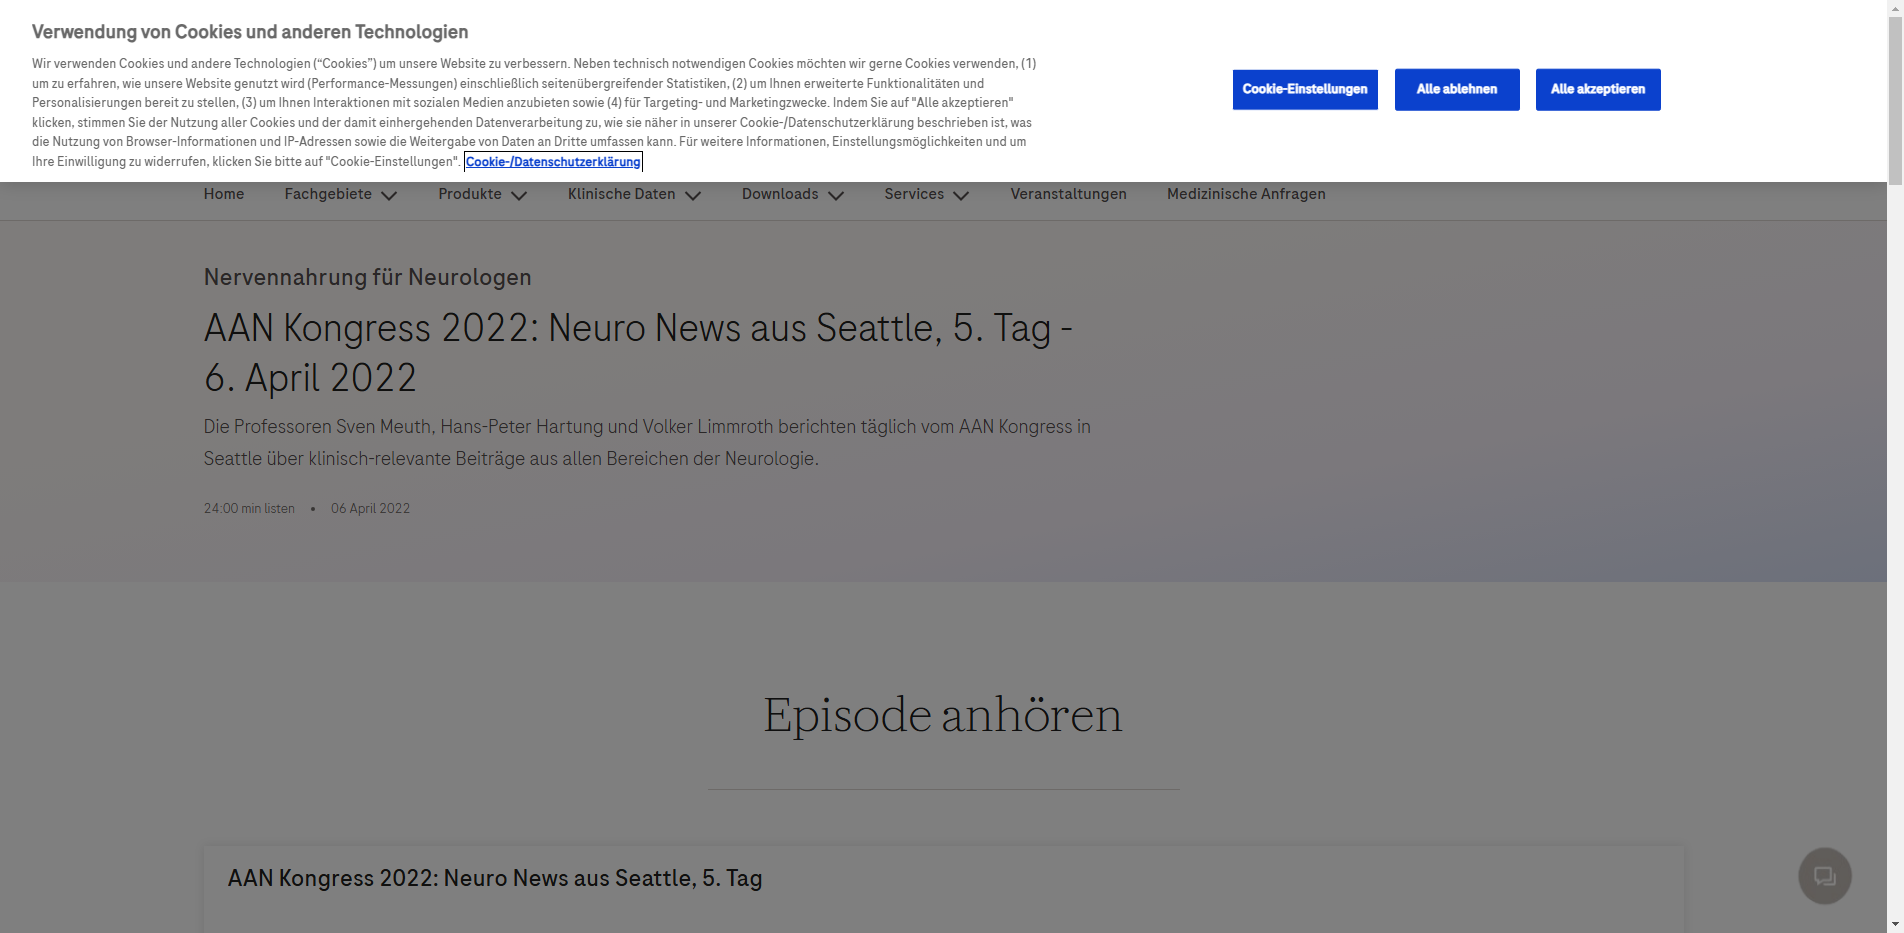 Verwendung von Cookies und anderen Technologien
Wir verwenden Cookies und andere Technologien (“Cookies”) um unsere Website zu verbessern. Neben technisch notwendigen Cookies möchten wir gerne Cookies verwenden, (1)
um zu erfahren, wie unsere Website genutzt wird (Performance-Messungen) einschließlich seitenübergreifender Statistiken, (2) um Ihnen erweiterte Funktionalitäten und
Personalisierungen bereit zu stellen, (3) um Ihnen Interaktionen mit sozialen Medien anzubieten sowie (4) für Targeting- und Marketingzwecke. Indem Sie auf "Alle akzeptieren"
klicken, stimmen Sie der Nutzung aller Cookies und der damit einhergehenden Datenverarbeitung zu, wie sie näher in unserer Cookie-/Datenschutzerklärung beschrieben ist, was
die Nutzung von Browser-Informationen und IP-Adressen sowie die Weitergabe von Daten an Dritte umfassen kann. Für weitere Informationen, Einstellungsmöglichkeiten und um
Ihre Einwilligung zu widerrufen, klicken Sie bitte auf "Cookie-Einstellungen". Cookie-/Datenschutzerklärung
Cookie-Einstellungen Alle ablehnen Alle akzeptieren
Home Fachgebiete Produkte Klinische Daten Downloads Services Veranstaltungen Medizinische Anfragen
Nervennahrung für Neurologen
AAN Kongress 2022: Neuro News aus Seattle, 5. Tag -
6. April 2022
Die Professoren Sven Meuth, Hans-Peter Hartung und Volker Limmroth berichten täglich vom AAN Kongress in
Seattle über klinisch-relevante Beiträge aus allen Bereichen der Neurologie.
24:00 min listen • 06 April 2022
Episode anhören
AAN Kongress 2022: Neuro News aus Seattle, 5. Tag